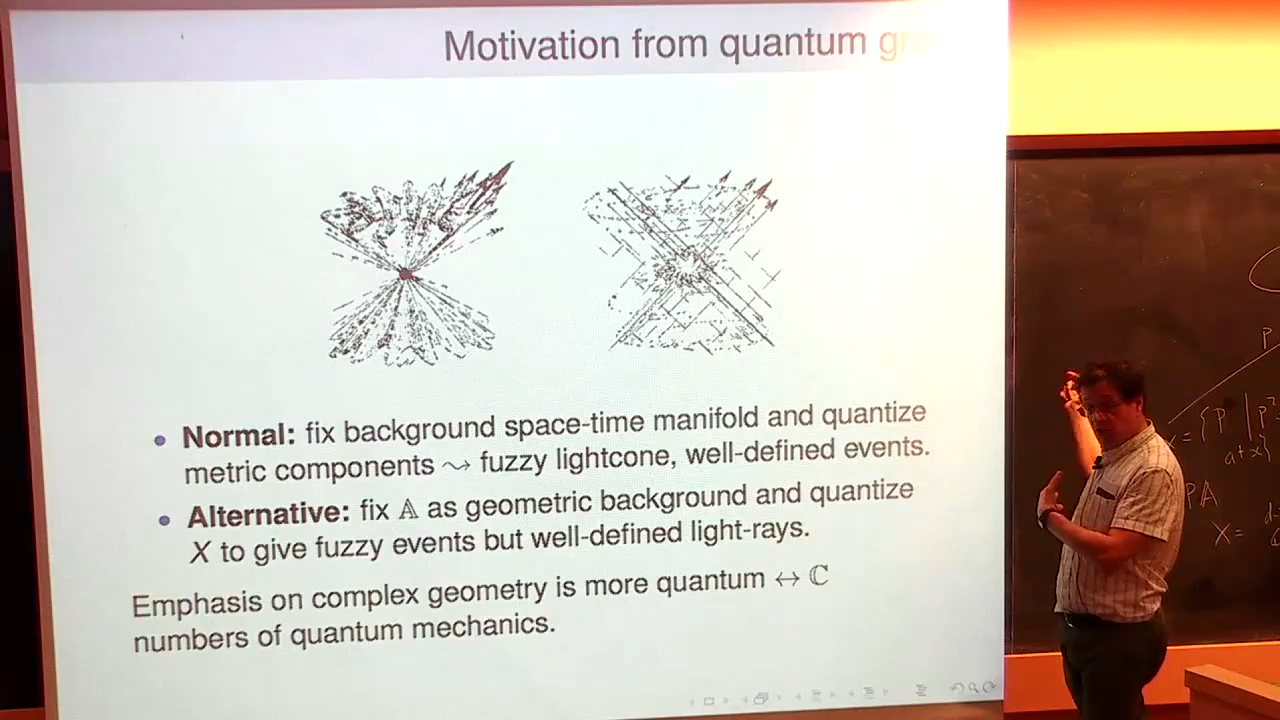 Motivation from quantum
• Normal: fix background space-time manifold and quantize
metric components ⇝ fuzzy lightcone, well-defined events.
• Alternative: fix 𝔸 as geometric background and quantize
X to give fuzzy events but well-defined light-rays.
Emphasis on complex geometry is more quantum ↔ ℂ
numbers of quantum mechanics.
P
= { P | P²
a + x }
P𝔸
X =